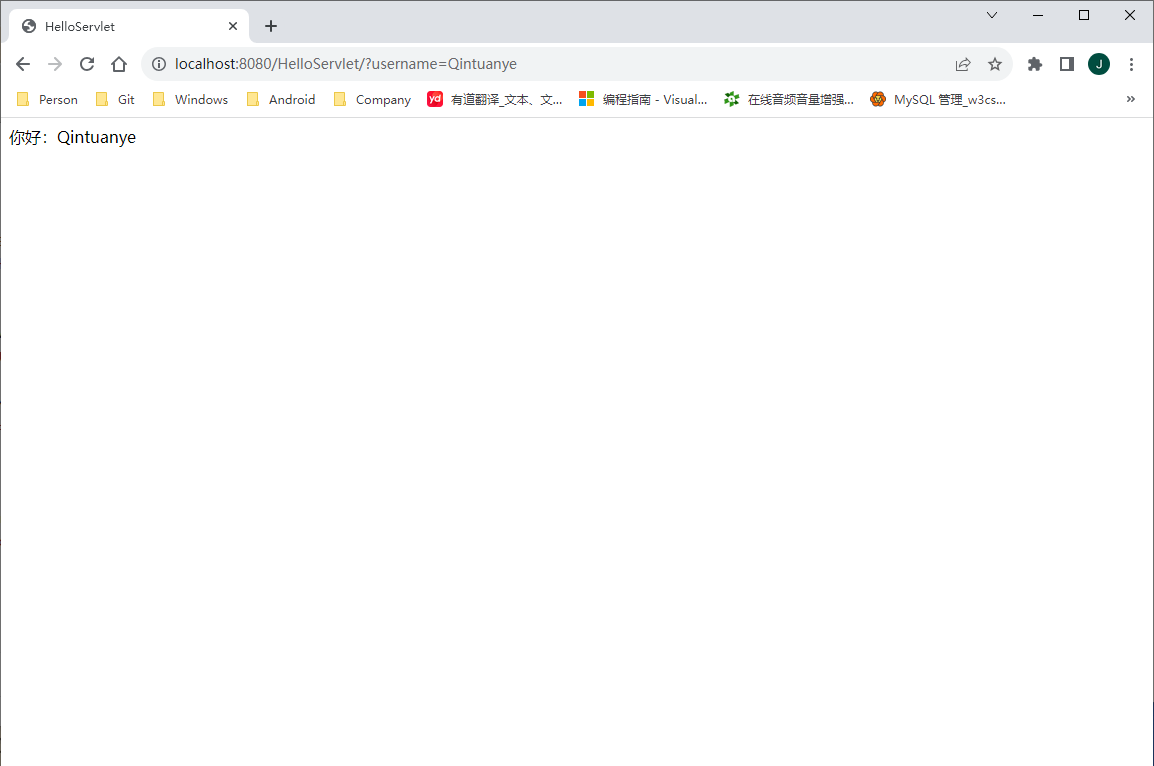 HelloServlet
localhost:8080/HelloServlet/?username=Qintuanye
J
Person Git Windows Android Company yd 有道翻译_文本、文... 编程指南 - Visual... 在线音频音量增强... MySQL 管理_w3cs... »
你好：Qintuanye